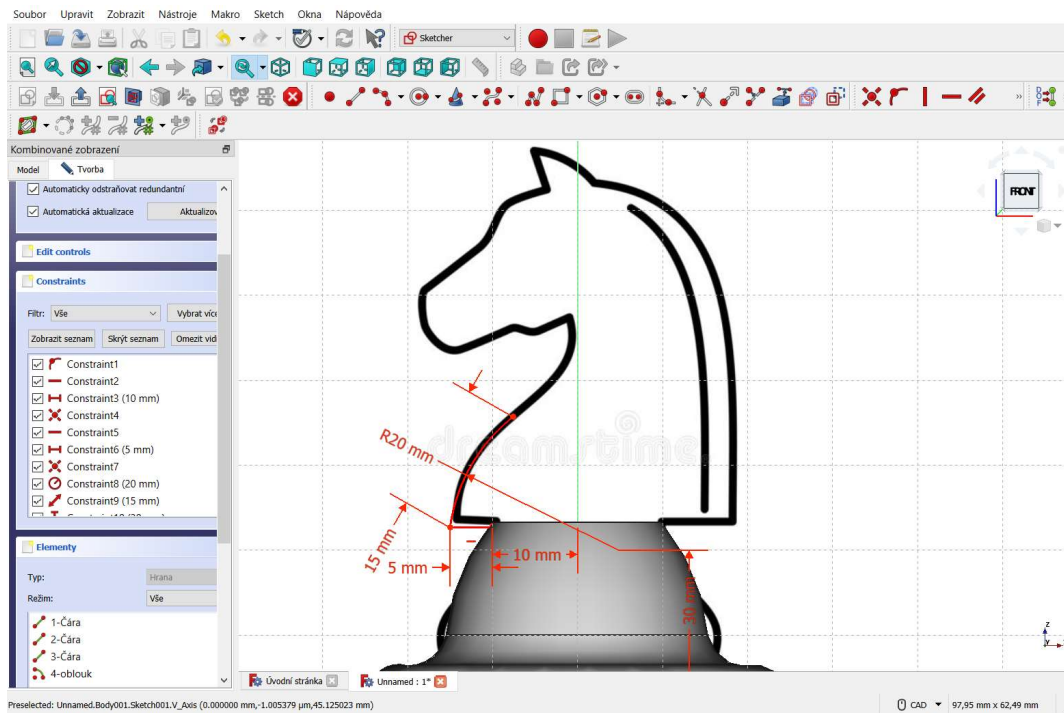 Soubor Upravit Zobrazit Nástroje Makro Sketch Okna Nápověda
Sketcher
Kombinované zobrazení
Model Tvorba
Automaticky odstraňovat redundantní
Automatická aktualizace Aktualizov
Edit controls
Constraints
Filtr: Vše Vybrat více
Zobrazit seznam Skrýt seznam Omezit vidi
Constraint1
Constraint2
Constraint3 (10 mm)
Constraint4
Constraint5
Constraint6 (5 mm)
Constraint7
Constraint8 (20 mm)
Constraint9 (15 mm)
Elementy
Typ: Hrana
Režim: Vše
1-Čára
2-Čára
3-Čára
4-oblouk
FRONT
dreamstime
R20 mm
15 mm
5 mm
10 mm
30 mm
Z
Úvodní stránka Unnamed : 1*
Preselected: Unnamed.Body001.Sketch001.V_Axis (0.000000 mm,-1.005379 µm,45.125023 mm) CAD 97,95 mm x 62,49 mm